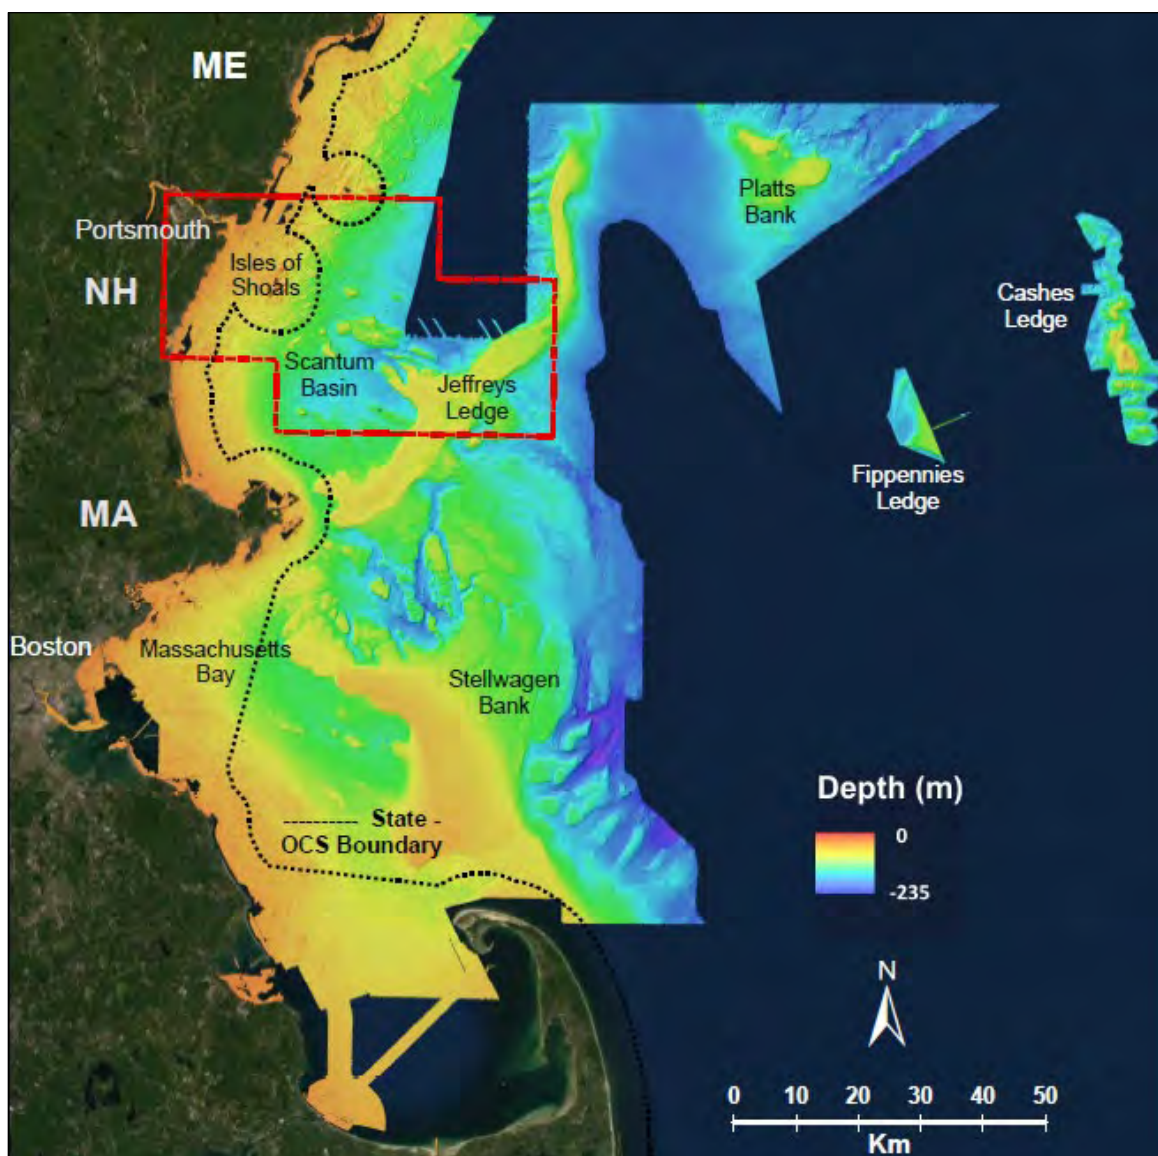 ME
Portsmouth
NH
Isles of
Shoals
Platts
Bank
Cashes
Ledge
Scantum
Basin
Jeffreys
Ledge
Fippennies
Ledge
MA
Boston
Massachusetts
Bay
Stellwagen
Bank
---------- State -
OCS Boundary
Depth (m)
0
-235
N
0 10 20 30 40 50
Km